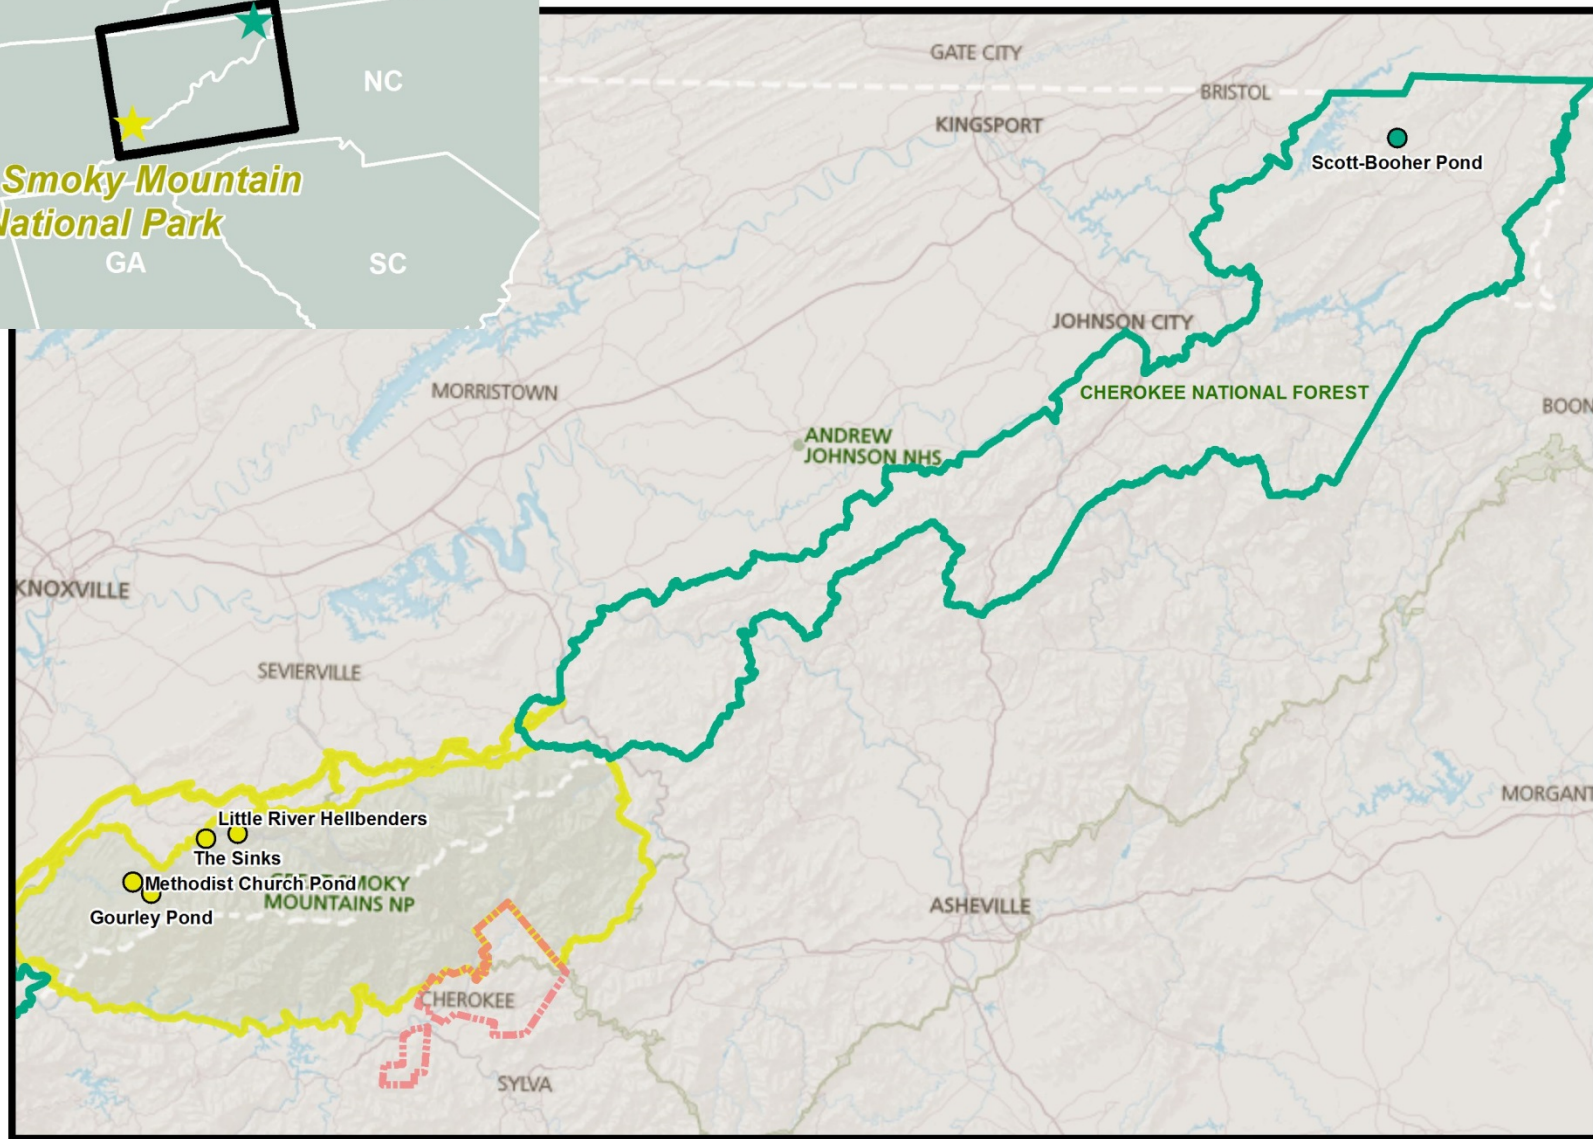 NC
Smoky Mountain
National Park
GA
SC
GATE CITY
BRISTOL
KINGSPORT
Scott-Booher Pond
JOHNSON CITY
MORRISTOWN
CHEROKEE NATIONAL FOREST
BOON
ANDREW
JOHNSON NHS
KNOXVILLE
SEVIERVILLE
MORGANT
Little River Hellbenders
The Sinks
Methodist Church Pond
SMOKY
MOUNTAINS NP
Gourley Pond
ASHEVILLE
CHEROKEE
SYLVA